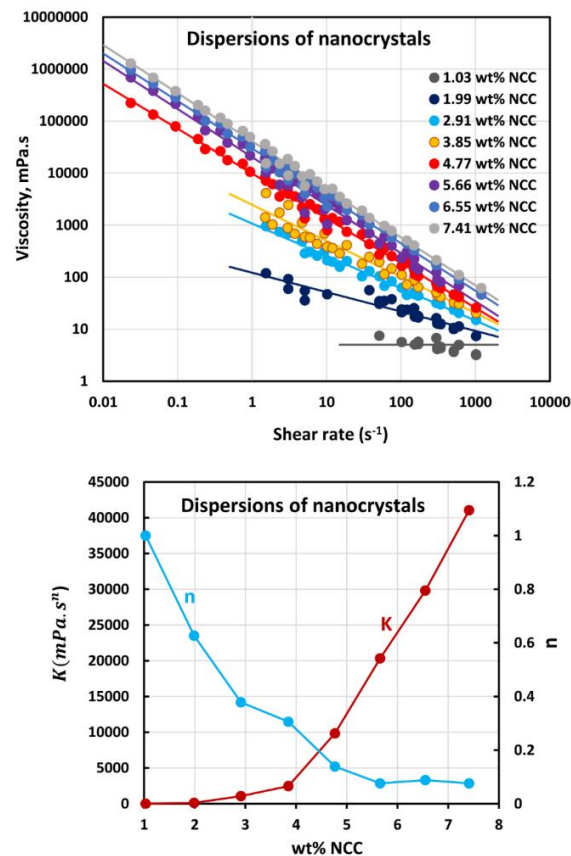 Dispersions of nanocrystals
Viscosity, mPa.s
10000000
1000000
100000
10000
1000
100
10
1
1.03 wt% NCC
1.99 wt% NCC
2.91 wt% NCC
3.85 wt% NCC
4.77 wt% NCC
5.66 wt% NCC
6.55 wt% NCC
7.41 wt% NCC
0.01 0.1 1 10 100 1000 10000
Shear rate (s⁻¹)
Dispersions of nanocrystals
K(mPa.sⁿ)
45000
40000
35000
30000
25000
20000
15000
10000
5000
0
n
K
1.2
1
0.8
0.6
0.4
0.2
0
n
1 2 3 4 5 6 7 8
wt% NCC